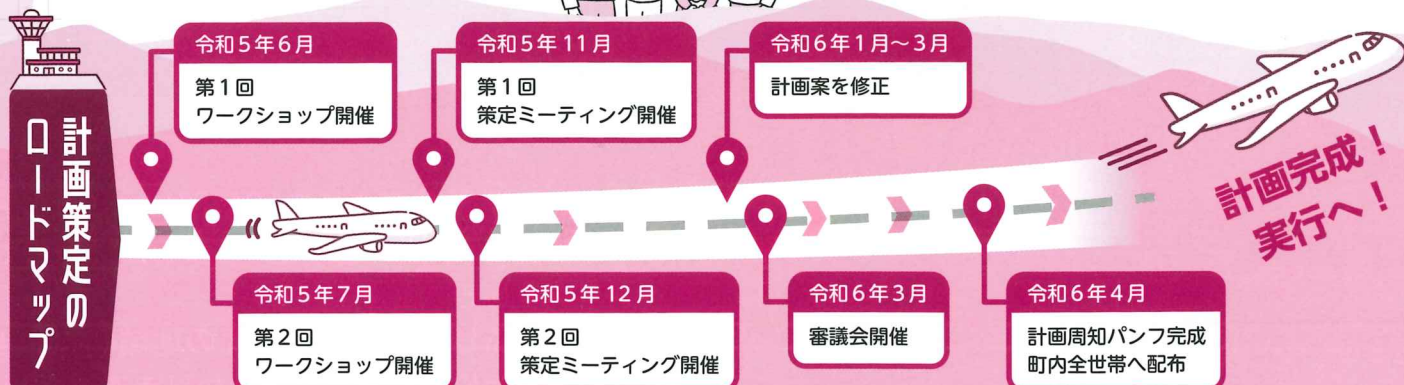 計画策定の
ロードマップ
令和5年6月
第1回
ワークショップ開催
令和5年7月
第2回
ワークショップ開催
令和5年11月
第1回
策定ミーティング開催
令和5年12月
第2回
策定ミーティング開催
令和6年1月~3月
計画案を修正
令和6年3月
審議会開催
令和6年4月
計画周知パンフ完成
町内全世帯へ配布
計画完成!
実行へ!